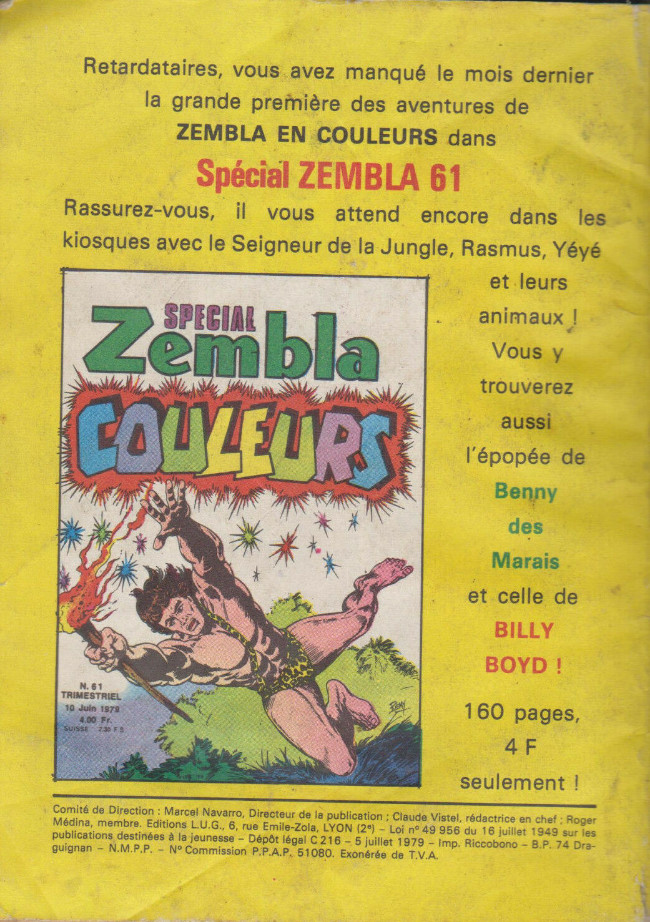 Retardataires, vous avez manqué le mois dernier
la grande première des aventures de
ZEMBLA EN COULEURS dans
Spécial ZEMBLA 61
Rassurez-vous, il vous attend encore dans les
kiosques avec le Seigneur de la Jungle, Rasmus, Yéyé
et leurs
animaux !
Vous y
trouverez
aussi
l'épopée de
Benny
des
Marais
et celle de
BILLY
BOYD !
160 pages,
4 F
seulement !
SPECIAL
Zembla
COULEURS
N. 61
TRIMESTRIEL
10 Juin 1979
4.00 Fr.
SUISSE
Comité de Direction : Marcel Navarro, Directeur de la publication ; Claude Vistel, rédactrice en chef ; Roger
Médina, membre. Editions L.U.G., 6, rue Emile-Zola, LYON (2°) – Loi n° 49 956 du 16 juillet 1949 sur les
publications destinées à la jeunesse – Dépôt légal C 216 – 5 juillet 1979 – Imp. Riccobono – B.P. 74 Dra-
guignan – N.M.P.P. – N° Commission P.P.A.P. 51080. Exonérée de T.V.A.